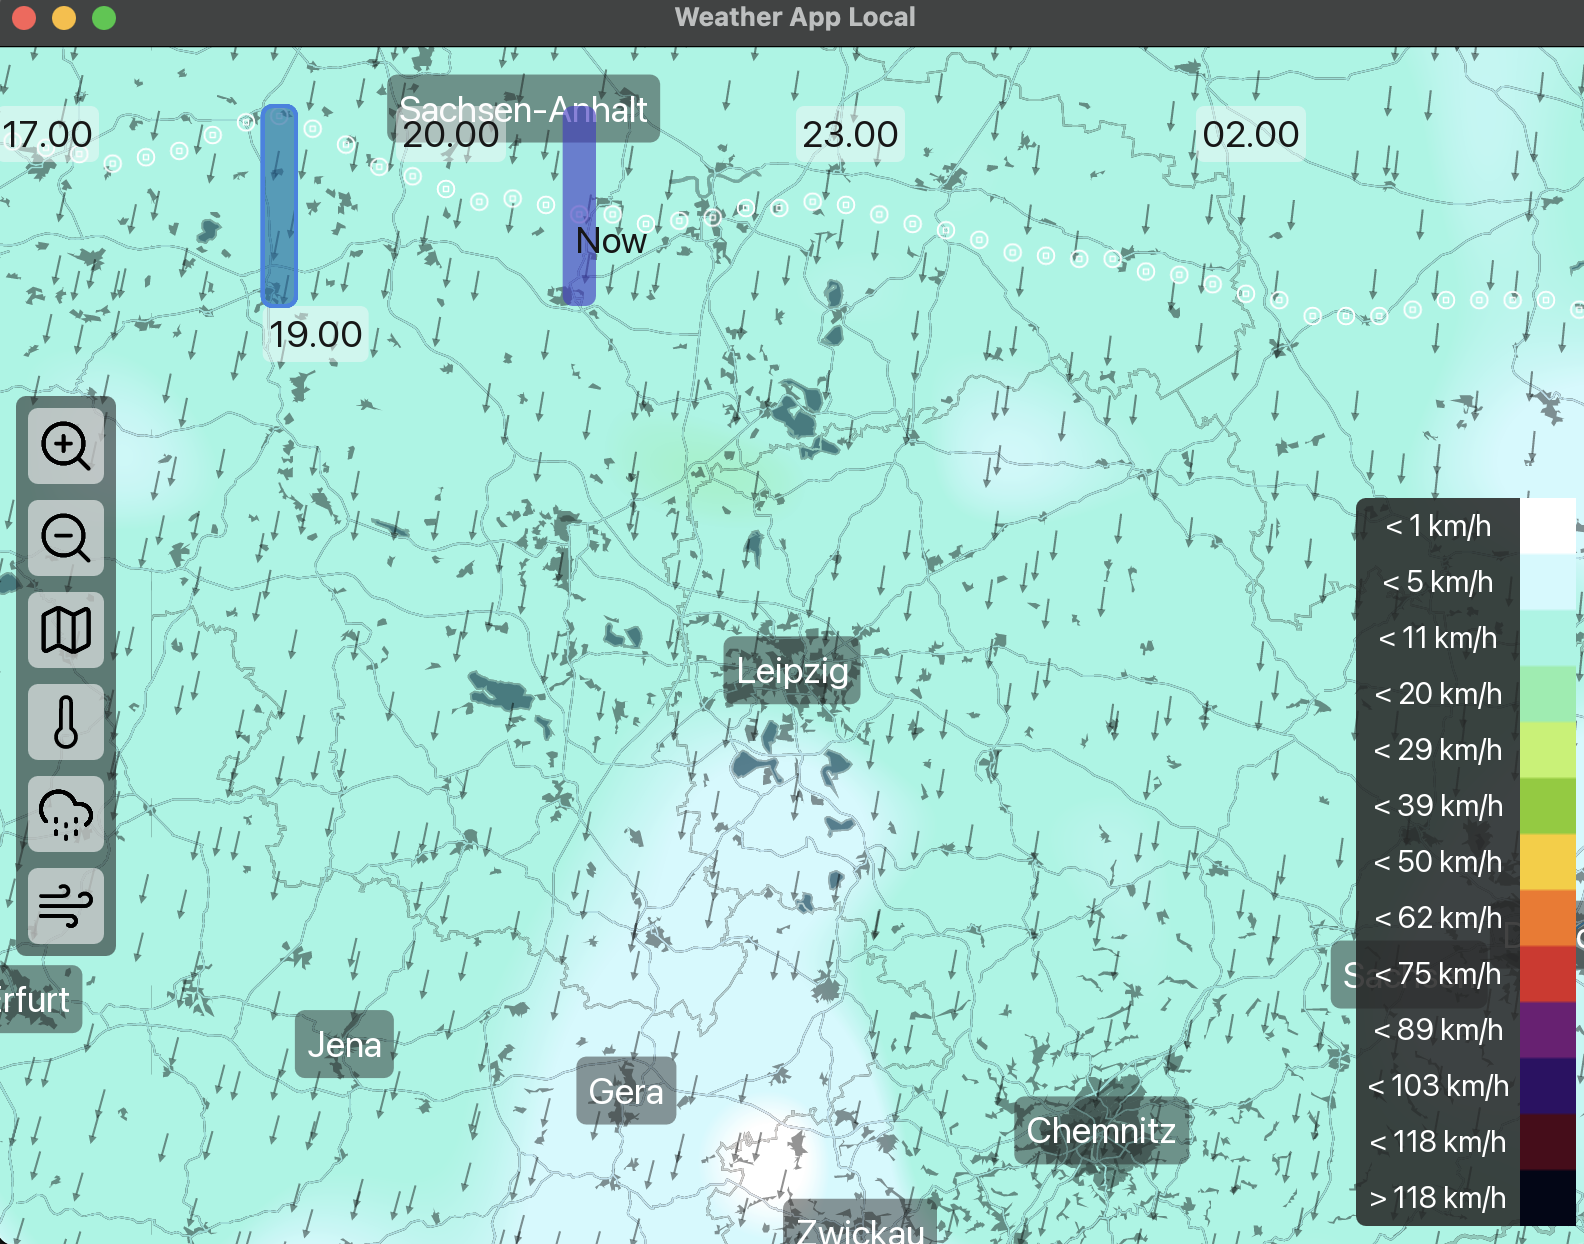 Weather App Local
Sachsen-Anhalt
17.00
20.00
23.00
02.00
Now
19.00
< 1 km/h
< 5 km/h
< 11 km/h
< 20 km/h
< 29 km/h
< 39 km/h
< 50 km/h
< 62 km/h
< 75 km/h
< 89 km/h
< 103 km/h
< 118 km/h
> 118 km/h
Leipzig
rfurt
Jena
Gera
Chemnitz
Zwickau